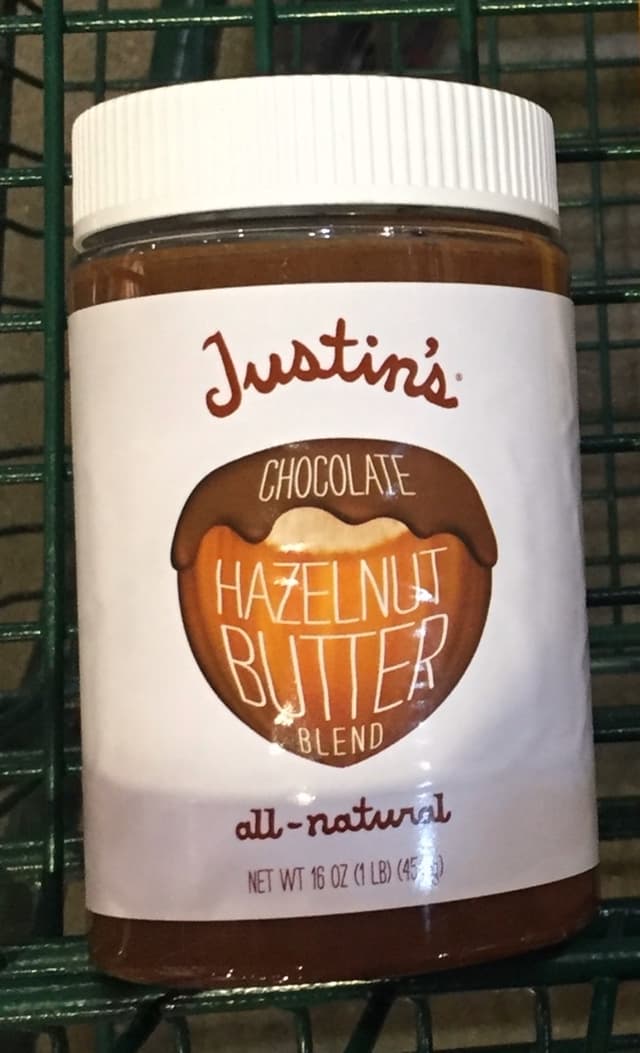 Justin's®
CHOCOLATE
HAZELNUT
BUTTER
BLEND
all-natural
NET WT 16 OZ (1 LB)